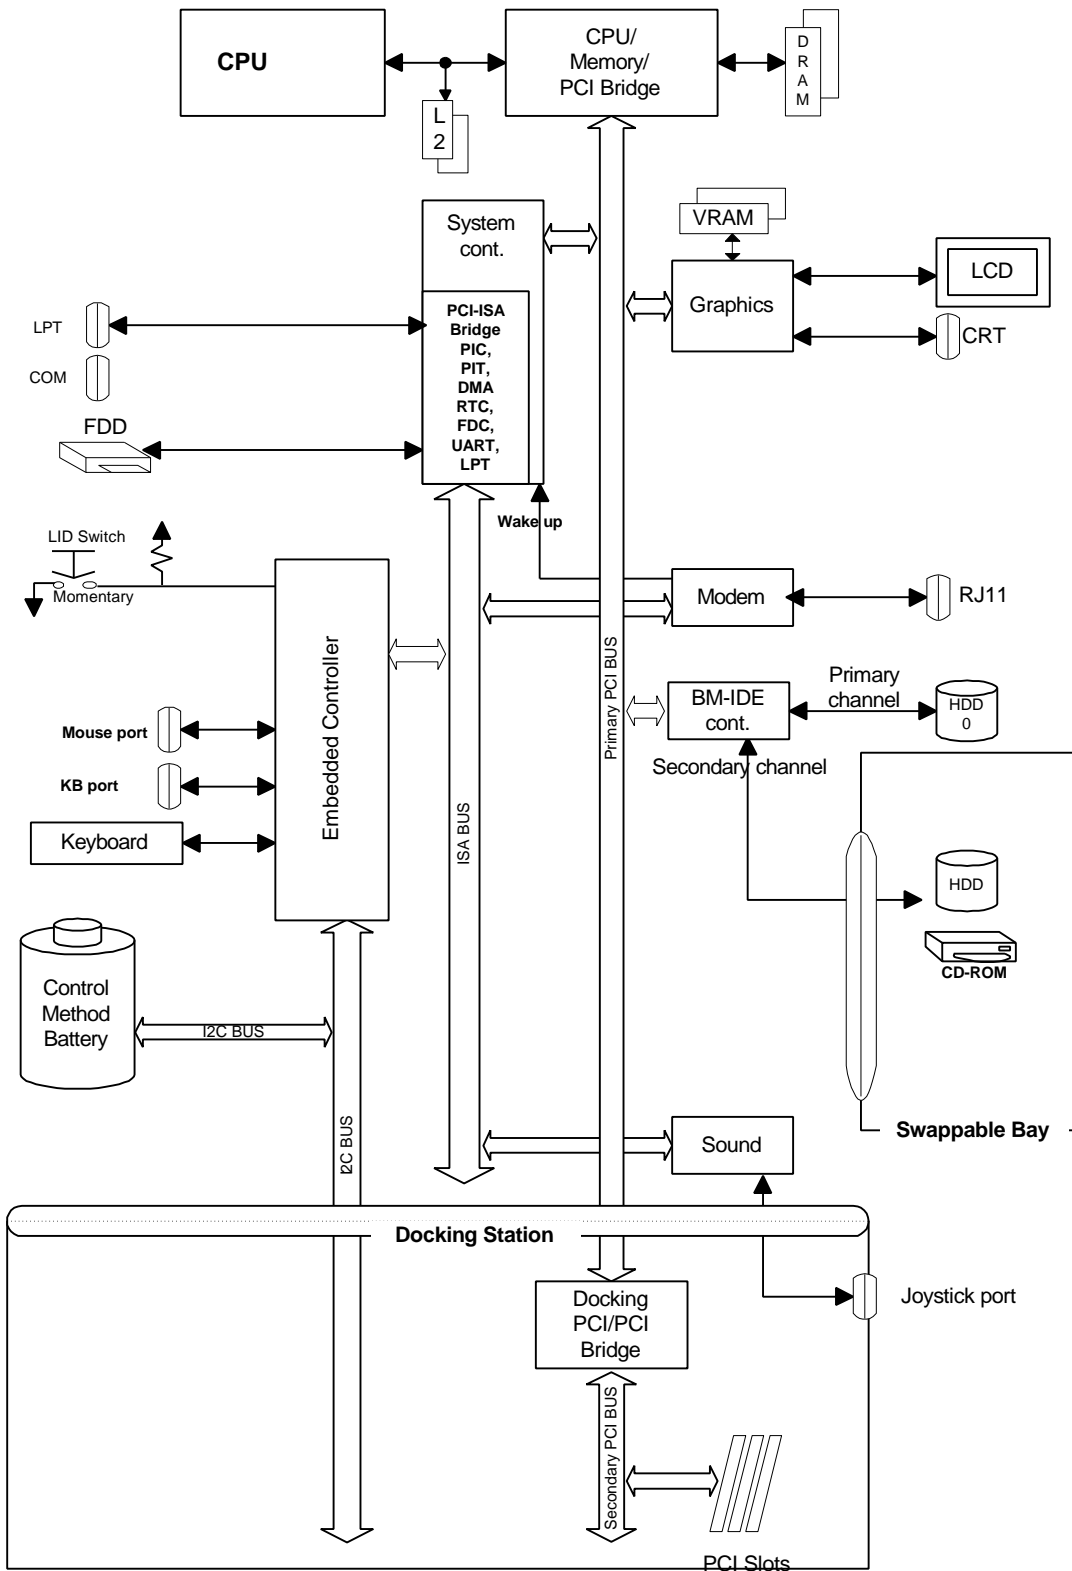 CPU
CPU/
Memory/
PCI Bridge
D
R
A
M
L
2
System
cont.
VRAM
LCD
Graphics
CRT
PCI-ISA
Bridge
PIC,
PIT,
DMA
RTC,
FDC,
UART,
LPT
LPT
COM
FDD
Wake up
LID Switch
Momentary
Modem
RJ11
Embedded Controller
Primary PCI BUS
BM-IDE
cont.
Primary
channel
HDD
0
Secondary channel
Mouse port
KB port
Keyboard
ISA BUS
HDD
CD-ROM
Control
Method
Battery
I2C BUS
I2C BUS
Sound
Swappable Bay
Docking Station
Docking
PCI/PCI
Bridge
Joystick port
Secondary PCI BUS
PCI Slots